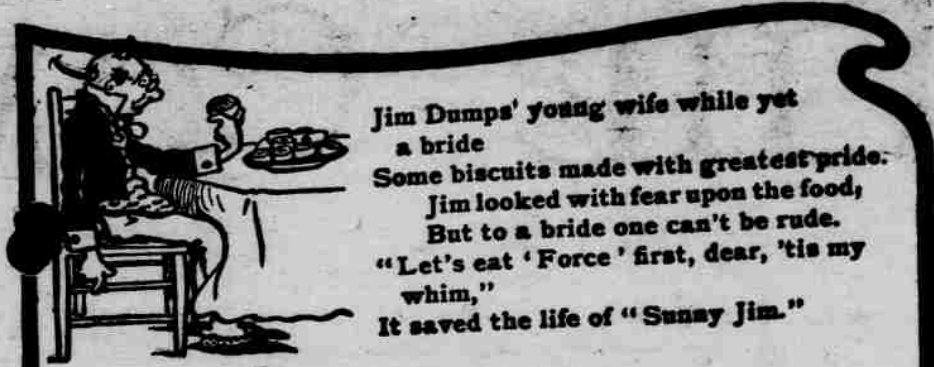 Jim Dumps' young wife while yet
a bride
Some biscuits made with greatest pride.
Jim looked with fear upon the food,
But to a bride one can't be rude.
"Let's eat 'Force' first, dear, 'tis my
whim,"
It saved the life of "Sunny Jim."